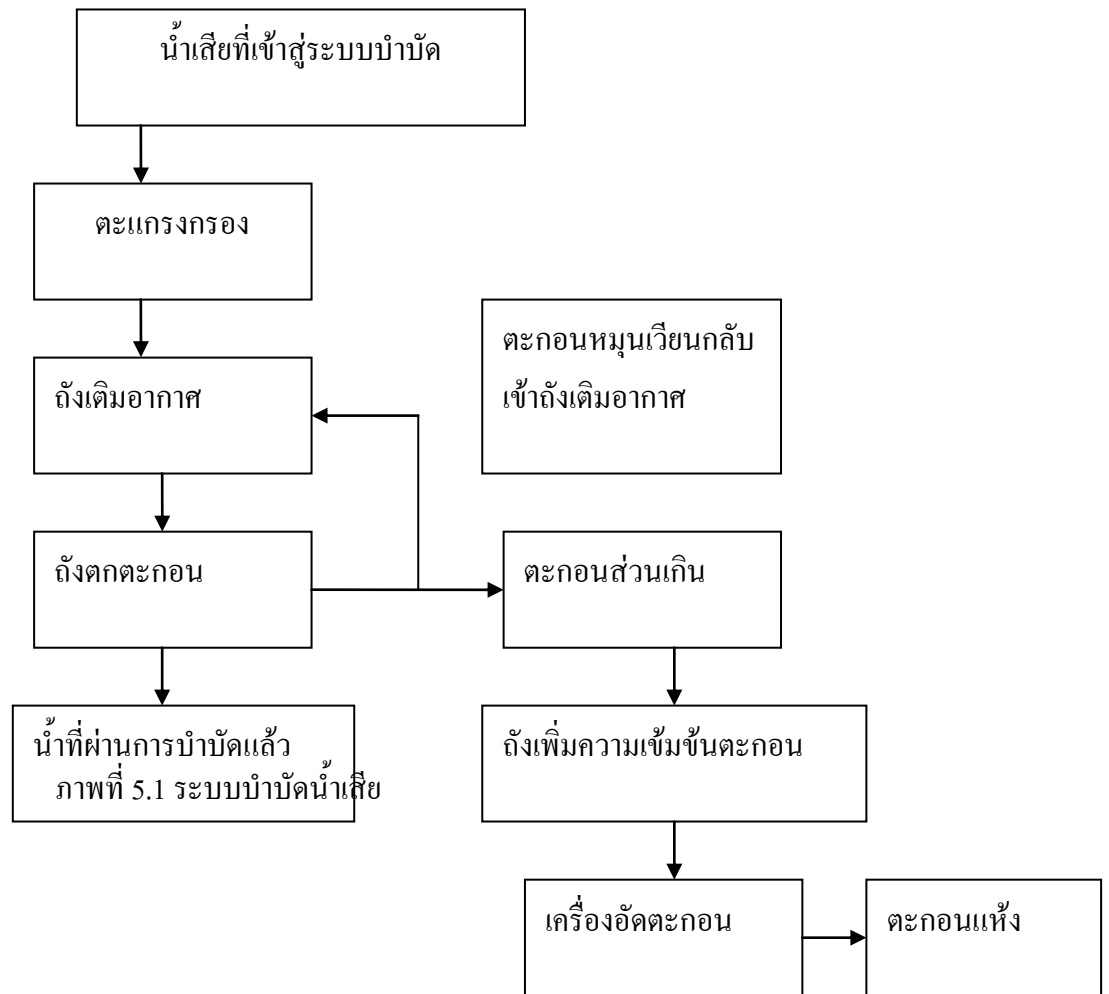 น้ำเสียที่เข้าสู่ระบบบำบัด
ตะแกรงกรอง
ตะกอนหมุนเวียนกลับ
เข้าถังเติมอากาศ
ถังเติมอากาศ
ถังตกตะกอน
ตะกอนส่วนเกิน
น้ำที่ผ่านการบำบัดแล้ว
ภาพที่ 5.1 ระบบบำบัดน้ำเสีย
ถังเพิ่มความเข้มข้นตะกอน
เครื่องอัดตะกอน
ตะกอนแห้ง